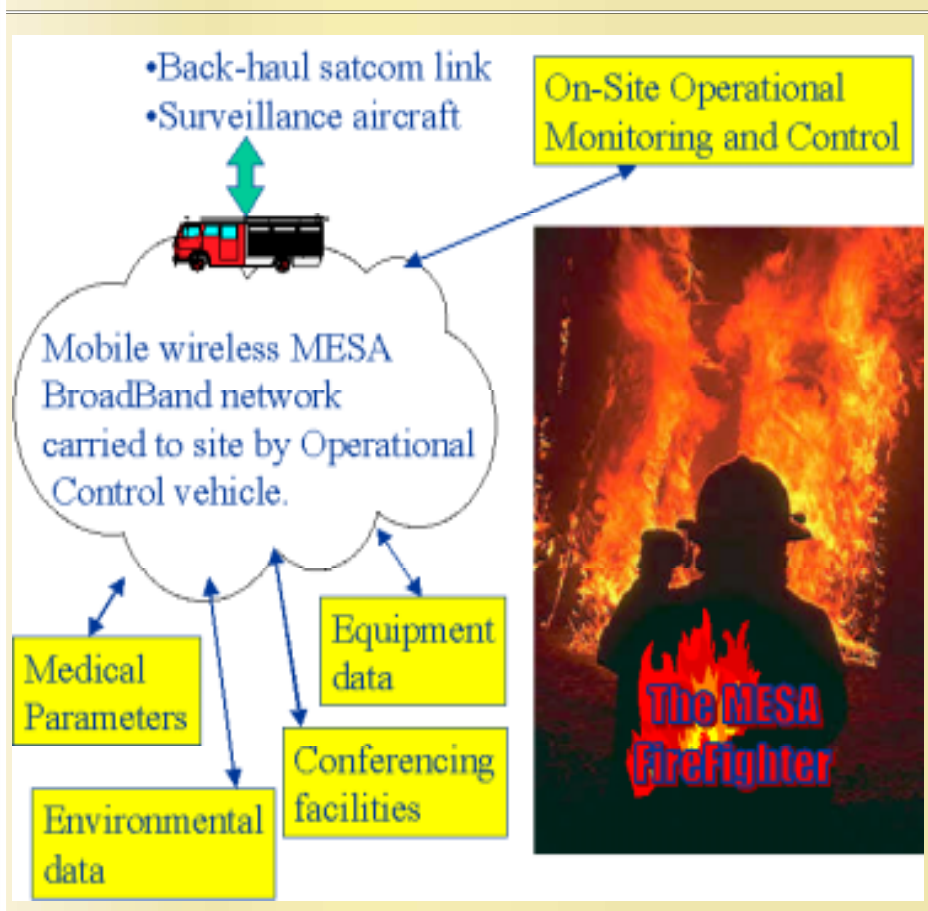 •Back-haul satcom link
•Surveillance aircraft
On-Site Operational
Monitoring and Control
Mobile wireless MESA
BroadBand network
carried to site by Operational
Control vehicle.
Equipment
data
Medical
Parameters
Conferencing
facilities
Environmental
data
The MESA
FireFighter